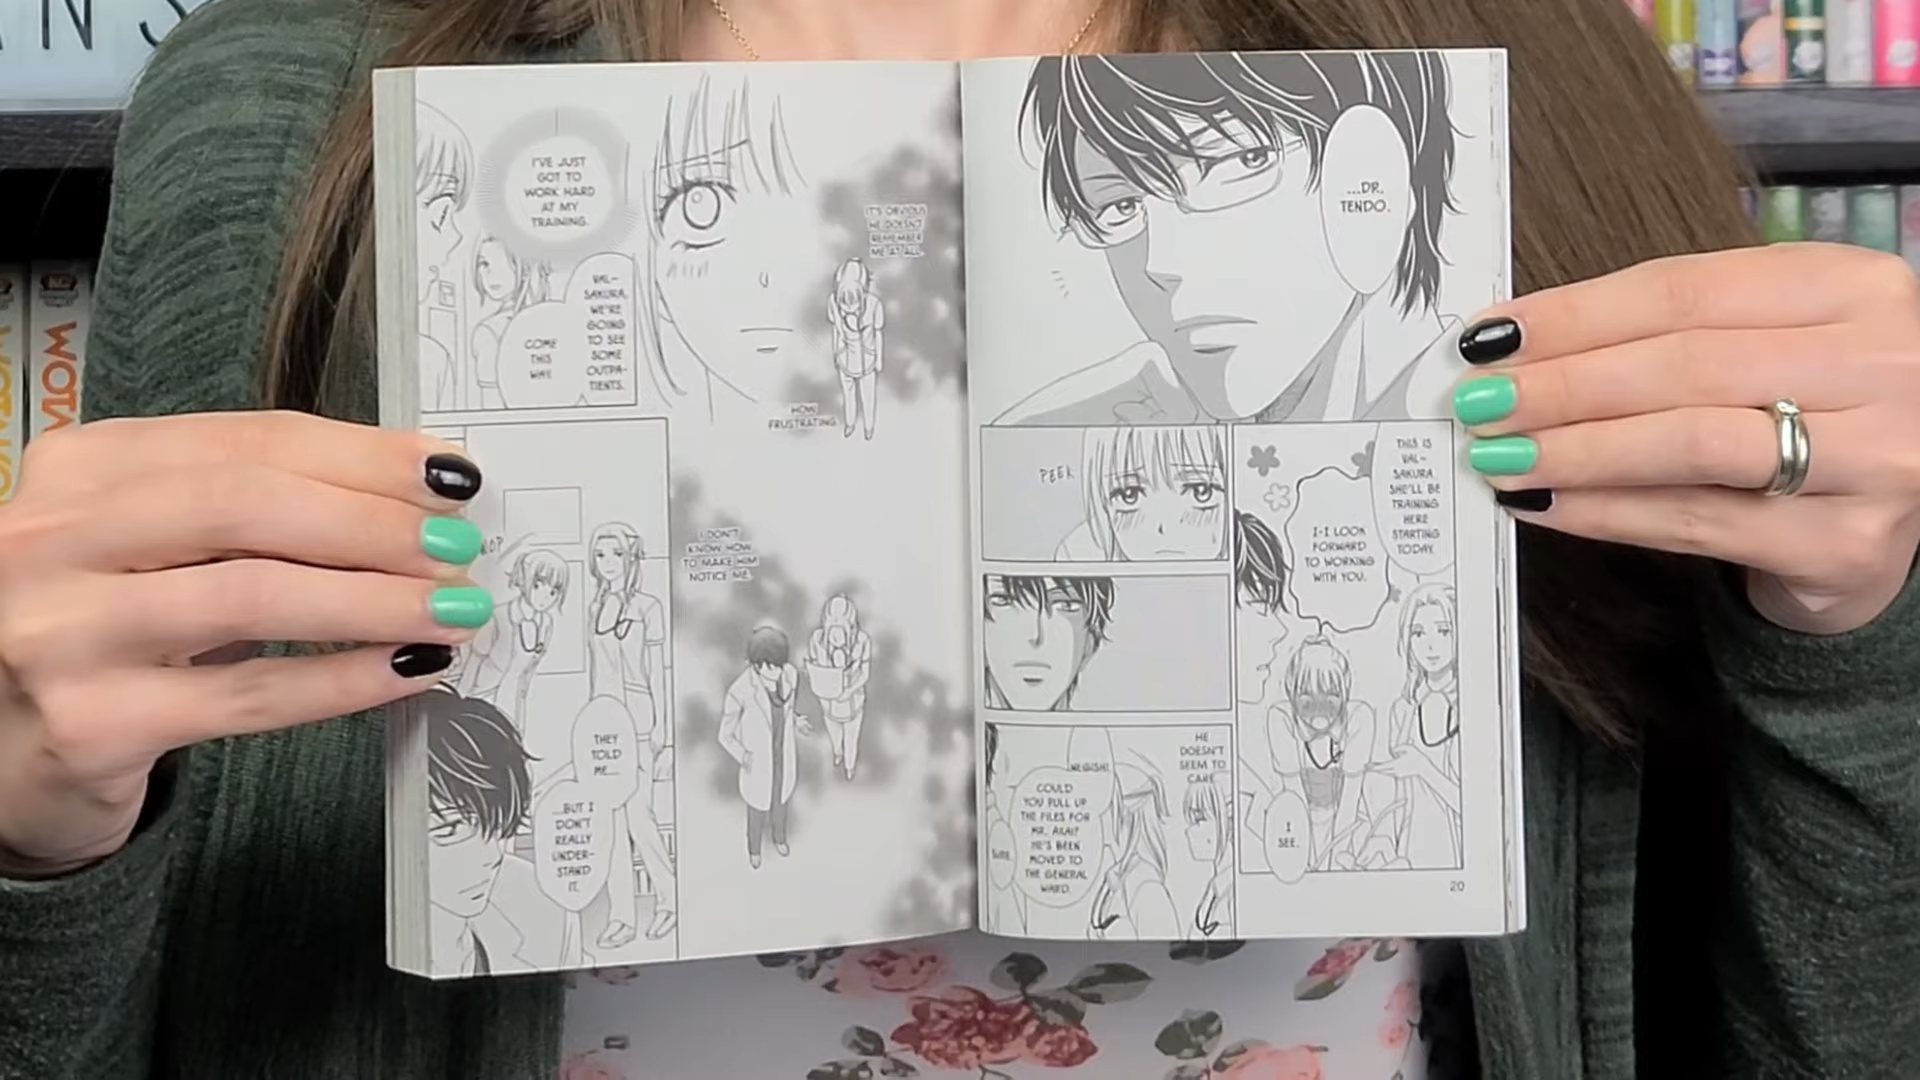 NS
WOTA
...DR.
TENDO.
PEEK
THIS IS
VAL-
SAKURA.
SHE'LL BE
TRAINING
HERE
STARTING
TODAY.
I-I LOOK
FORWARD
TO WORKING
WITH YOU.
I
SEE.
HE
DOESN'T
SEEM TO
CARE.
...NEGISHI.
COULD
YOU PULL UP
THE FILES FOR
MR. AKAI?
HE'S BEEN
MOVED TO
THE GENERAL
WARD.
SURE.
20
I'VE JUST
GOT TO
WORK HARD
AT MY
TRAINING.
VAL-
SAKURA,
WE'RE
GOING
TO SEE
SOME
OUTPA-
TIENTS.
COME
THIS
WAY.
IT'S OBVIOUS
HE DOESN'T
REMEMBER
ME AT ALL.
HOW
FRUSTRATING.
I DON'T
KNOW HOW
TO MAKE HIM
NOTICE ME.
THEY
TOLD
ME...
...BUT I
DON'T
REALLY
UNDER-
STAND
IT.